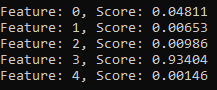 Feature: 0, Score: 0.04811
Feature: 1, Score: 0.00653
Feature: 2, Score: 0.00986
Feature: 3, Score: 0.93404
Feature: 4, Score: 0.00146